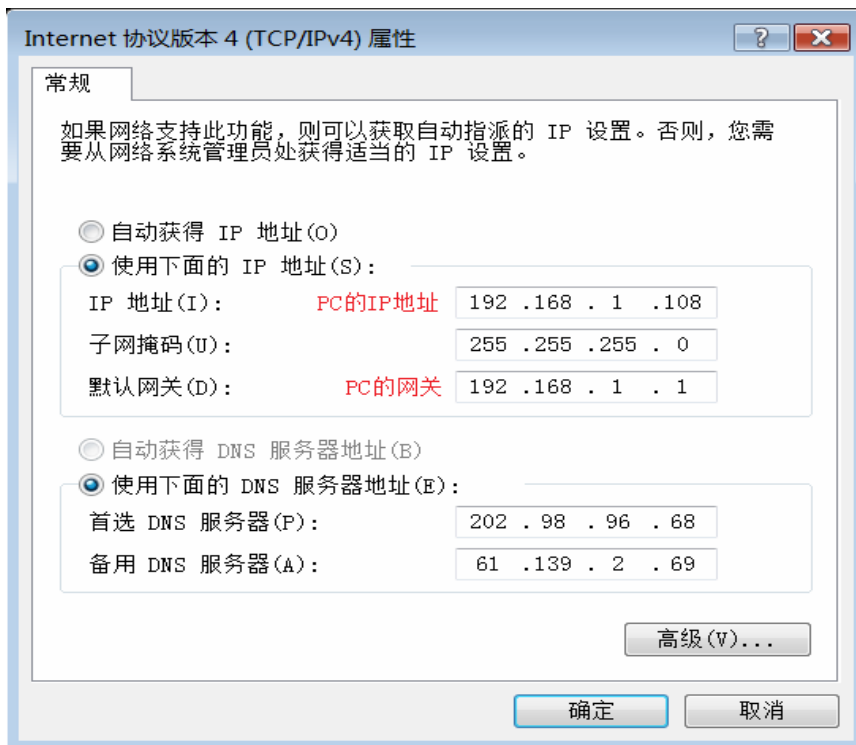 Internet 协议版本 4 (TCP/IPv4) 属性
常规
如果网络支持此功能，则可以获取自动指派的 IP 设置。否则，您需
要从网络系统管理员处获得适当的 IP 设置。
自动获得 IP 地址(O)
使用下面的 IP 地址(S):
IP 地址(I): PC的IP地址 192 .168 . 1 .108
子网掩码(U): 255 .255 .255 . 0
默认网关(D): PC的网关 192 .168 . 1 . 1
自动获得 DNS 服务器地址(B)
使用下面的 DNS 服务器地址(E):
首选 DNS 服务器(P): 202 . 98 . 96 . 68
备用 DNS 服务器(A): 61 .139 . 2 . 69
高级(V)...
确定 取消